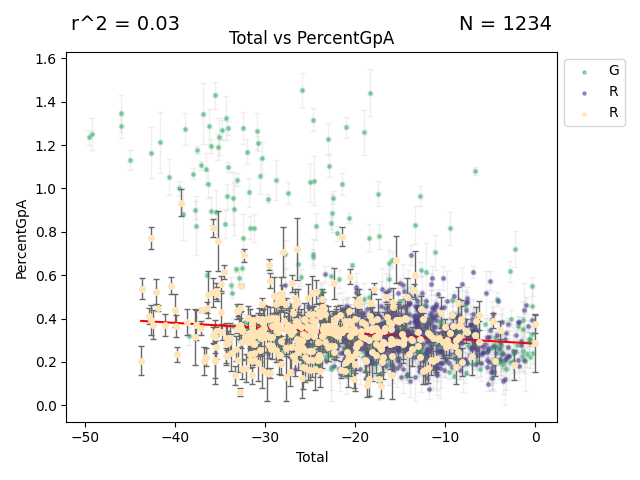 r^2 = 0.03
N = 1234
Total vs PercentGpA
G
R
R
PercentGpA
1.6
1.4
1.2
1.0
0.8
0.6
0.4
0.2
0.0
−50
−40
−30
−20
−10
0
Total